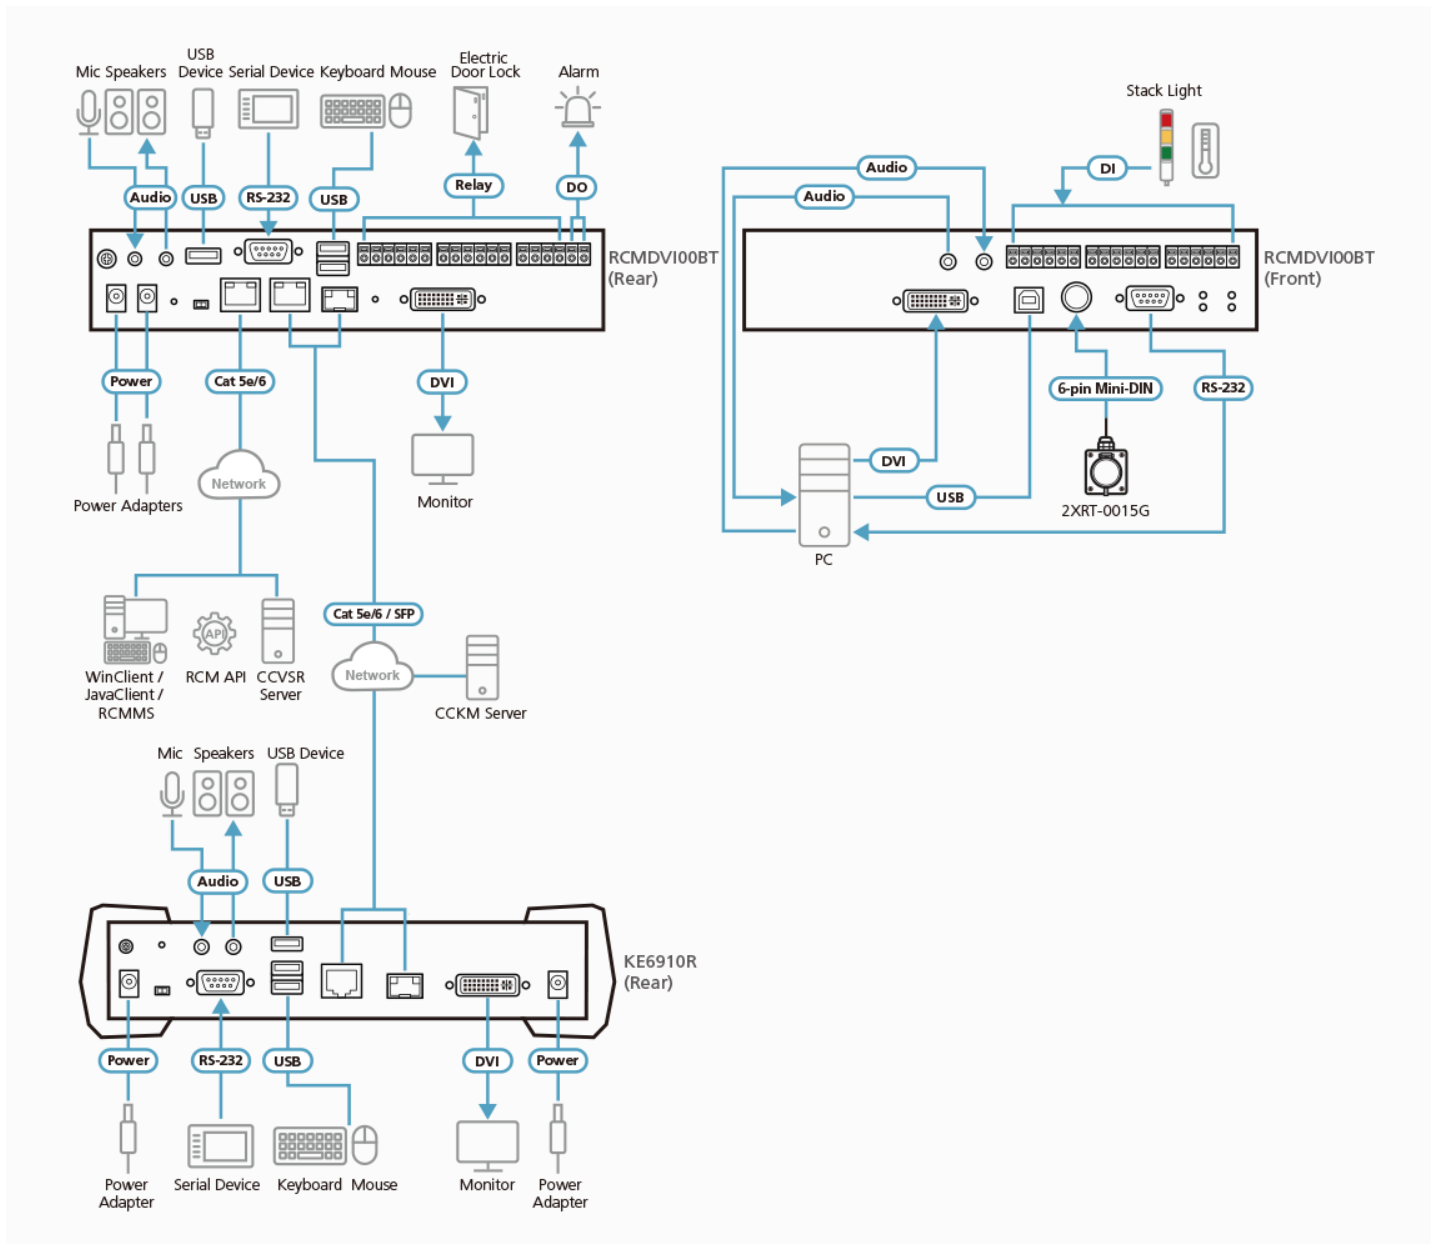 USB
Mic Speakers Device Serial Device Keyboard Mouse
Electric
Door Lock
Alarm
Audio
USB
RS-232
USB
Relay
DO
RCMDVI00BT
(Rear)
Power
Cat 5e/6
DVI
Network
Power Adapters
Monitor
Stack Light
Audio
Audio
DI
RCMDVI00BT
(Front)
6-pin Mini-DIN
RS-232
DVI
USB
2XRT-0015G
PC
Cat 5e/6 / SFP
API
WinClient /
JavaClient /
RCMMS
RCM API
CCVSR
Server
Network
CCKM Server
Mic Speakers USB Device
Audio
USB
KE6910R
(Rear)
Power
RS-232
USB
DVI
Power
Power
Adapter
Serial Device
Keyboard Mouse
Monitor
Power
Adapter